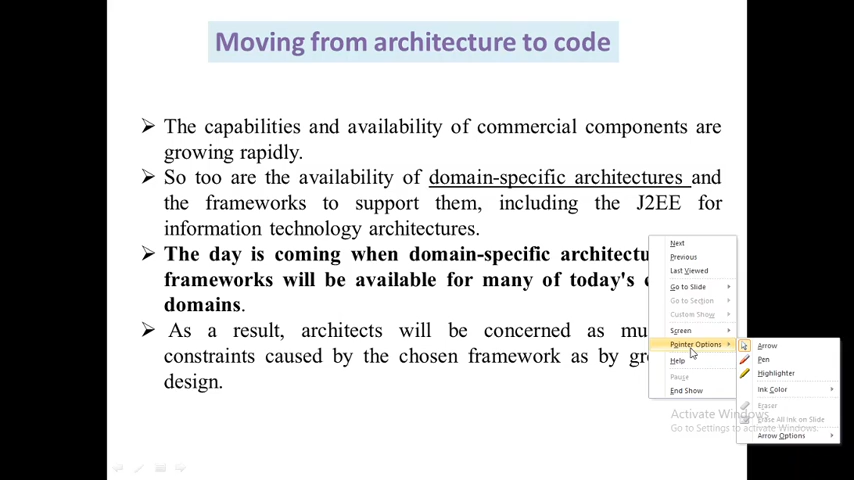 Moving from architecture to code
➢ The capabilities and availability of commercial components are
growing rapidly.
➢ So too are the availability of domain-specific architectures and
the frameworks to support them, including the J2EE for
information technology architectures.
➢ The day is coming when domain-specific
frameworks will be available for many of today's
domains.
➢ As a result, architects will be concerned as
constraints caused by the chosen framework as by
design.
Next
Previous
Last Viewed
Go to Slide
Go to Section
Custom Show
Screen
Pointer Options
Help
Pause
End Show
Arrow
Pen
Highlighter
Ink Color
Eraser
Erase All Ink on Slide
Arrow Options
Activate Windows
Go to Settings to activate Windows.